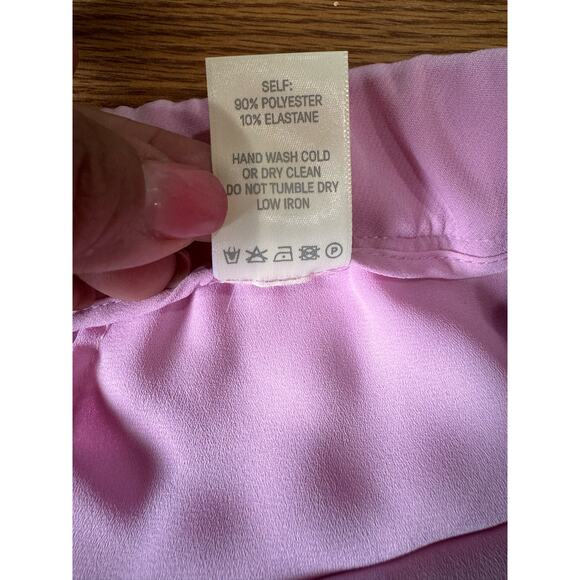 SELF:
90% POLYESTER
10% ELASTANE
HAND WASH COLD
OR DRY CLEAN
DO NOT TUMBLE DRY
LOW IRON
P